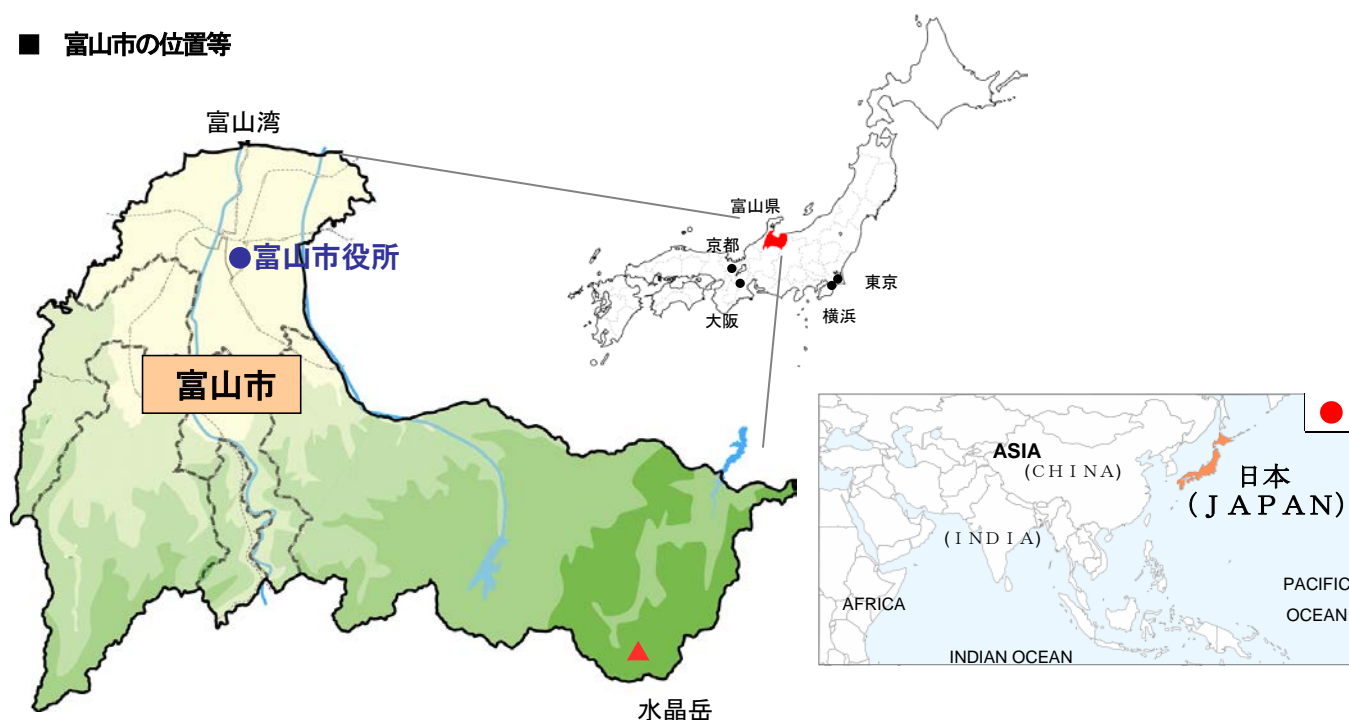 ■ 富山市の位置等
富山湾
富山市役所
富山市
水晶岳
富山県
京都
大阪
東京
横浜
ASIA
(ＣＨＩＮＡ)
(ＩＮＤＩＡ)
日本
(ＪＡＰＡＮ)
AFRICA
PACIFIC
OCEAN
INDIAN OCEAN